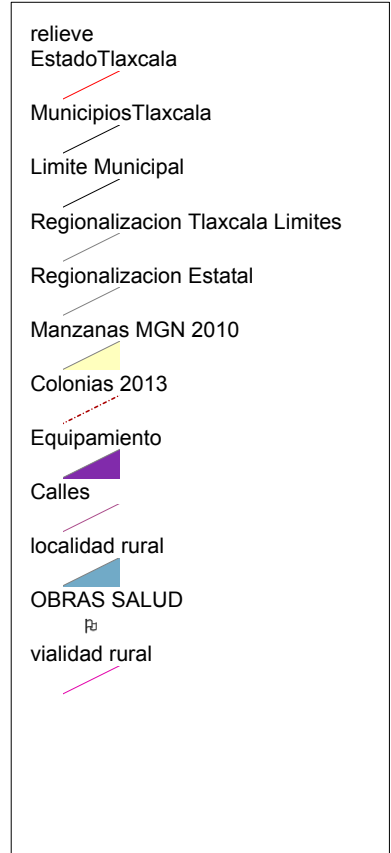 relieve
EstadoTlaxcala
MunicipiosTlaxcala
Limite Municipal
Regionalizacion Tlaxcala Limites
Regionalizacion Estatal
Manzanas MGN 2010
Colonias 2013
Equipamiento
Calles
localidad rural
OBRAS SALUD
vialidad rural